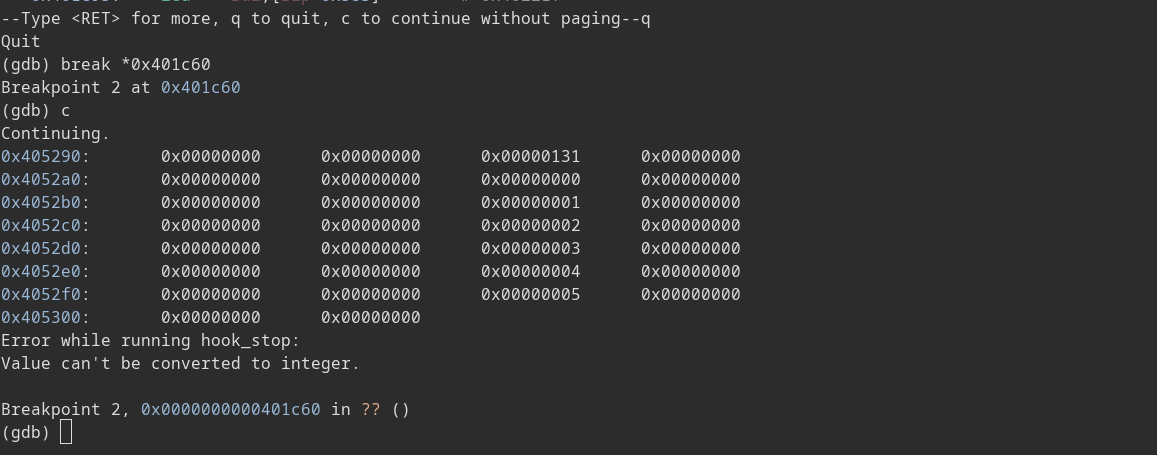 --Type <RET> for more, q to quit, c to continue without paging--q
Quit
(gdb) break *0x401c60
Breakpoint 2 at 0x401c60
(gdb) c
Continuing.
0x405290: 0x00000000 0x00000000 0x00000131 0x00000000
0x4052a0: 0x00000000 0x00000000 0x00000000 0x00000000
0x4052b0: 0x00000000 0x00000000 0x00000001 0x00000000
0x4052c0: 0x00000000 0x00000000 0x00000002 0x00000000
0x4052d0: 0x00000000 0x00000000 0x00000003 0x00000000
0x4052e0: 0x00000000 0x00000000 0x00000004 0x00000000
0x4052f0: 0x00000000 0x00000000 0x00000005 0x00000000
0x405300: 0x00000000 0x00000000
Error while running hook_stop:
Value can't be converted to integer.
Breakpoint 2, 0x0000000000401c60 in ?? ()
(gdb)